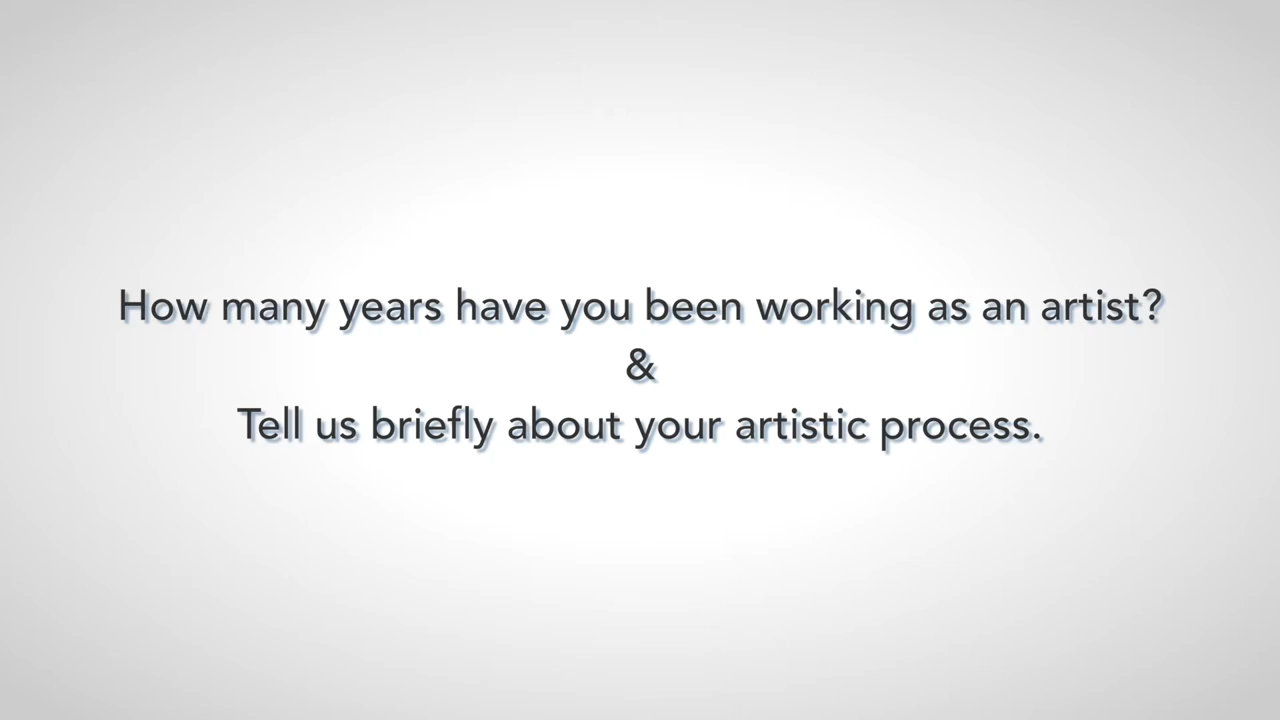 How many years have you been working as an artist?
&
Tell us briefly about your artistic process.